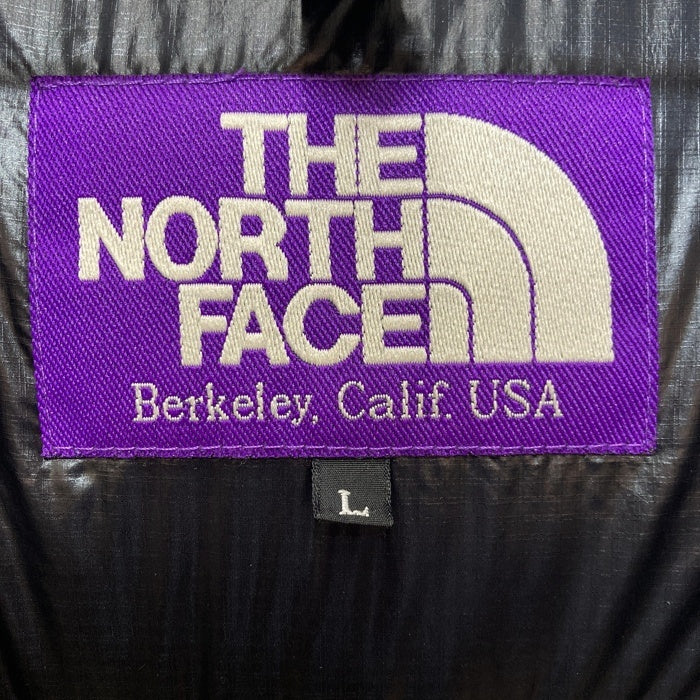 THE
NORTH
FACE
Berkeley, Calif. USA
L